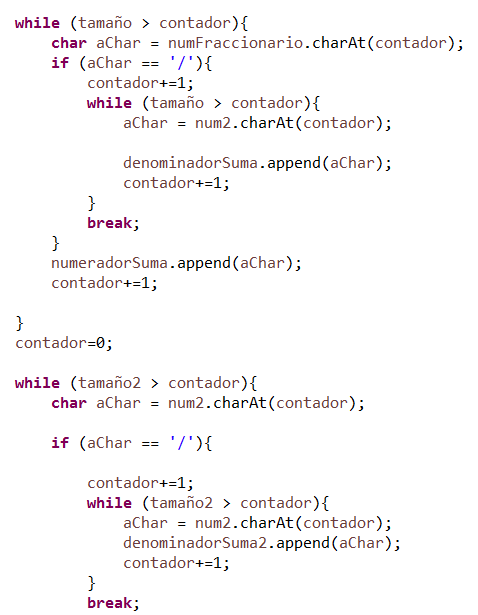 while (tamaño > contador){
    char aChar = numFraccionario.charAt(contador);
    if (aChar == '/'){
        contador+=1;
        while (tamaño > contador){
            aChar = num2.charAt(contador);
            denominadorSuma.append(aChar);
            contador+=1;
        }
        break;
    }
    numeradorSuma.append(aChar);
    contador+=1;
}
contador=0;
while (tamaño2 > contador){
    char aChar = num2.charAt(contador);
    if (aChar == '/'){
        contador+=1;
        while (tamaño2 > contador){
            aChar = num2.charAt(contador);
            denominadorSuma2.append(aChar);
            contador+=1;
        }
        break;